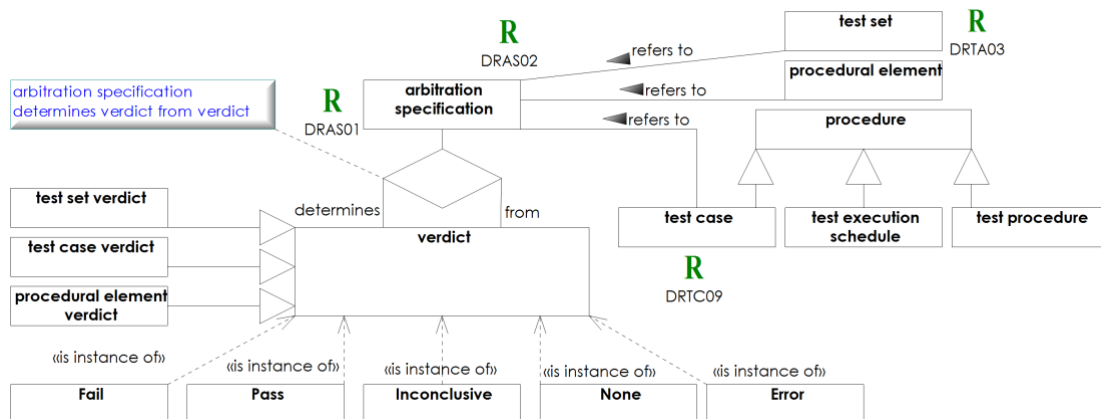 R
DRAS02
test set
R
DRTA03
refers to
procedural element
refers to
arbitration specification
determines verdict from verdict
R
DRAS01
arbitration
specification
refers to
procedure
test set verdict
determines
from
test case
test execution
schedule
test procedure
verdict
test case verdict
R
DRTC09
procedural element
verdict
«is instance of»
«is instance of»
«is instance of»
«is instance of»
«is instance of»
Fail
Pass
Inconclusive
None
Error